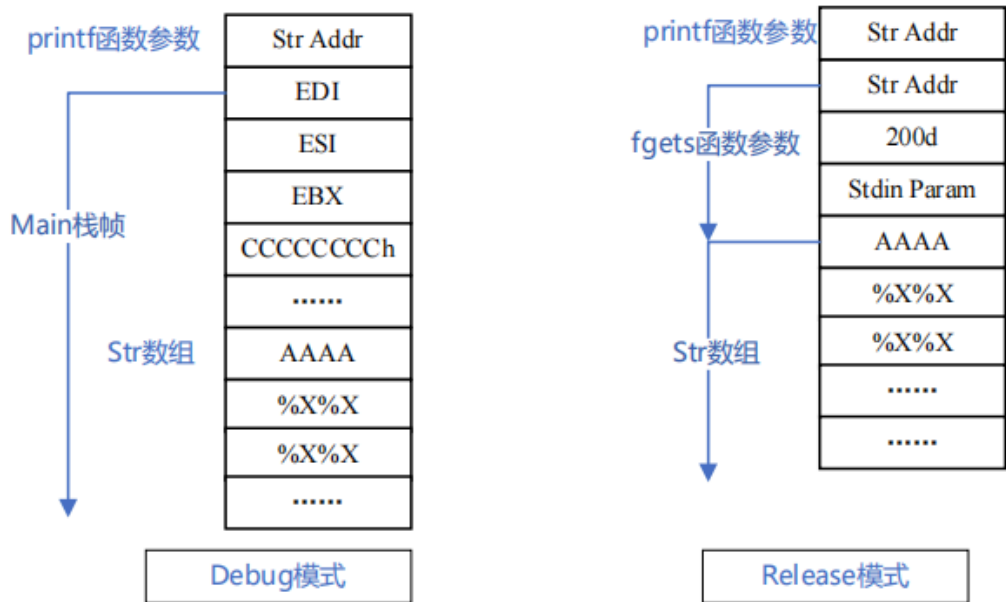 printf函数参数
Str Addr
EDI
ESI
EBX
Main栈帧
CCCCCCCCh
······
Str数组
AAAA
%X%X
%X%X
······
Debug模式
printf函数参数
Str Addr
Str Addr
fgets函数参数
200d
Stdin Param
AAAA
%X%X
Str数组
%X%X
······
······
Release模式